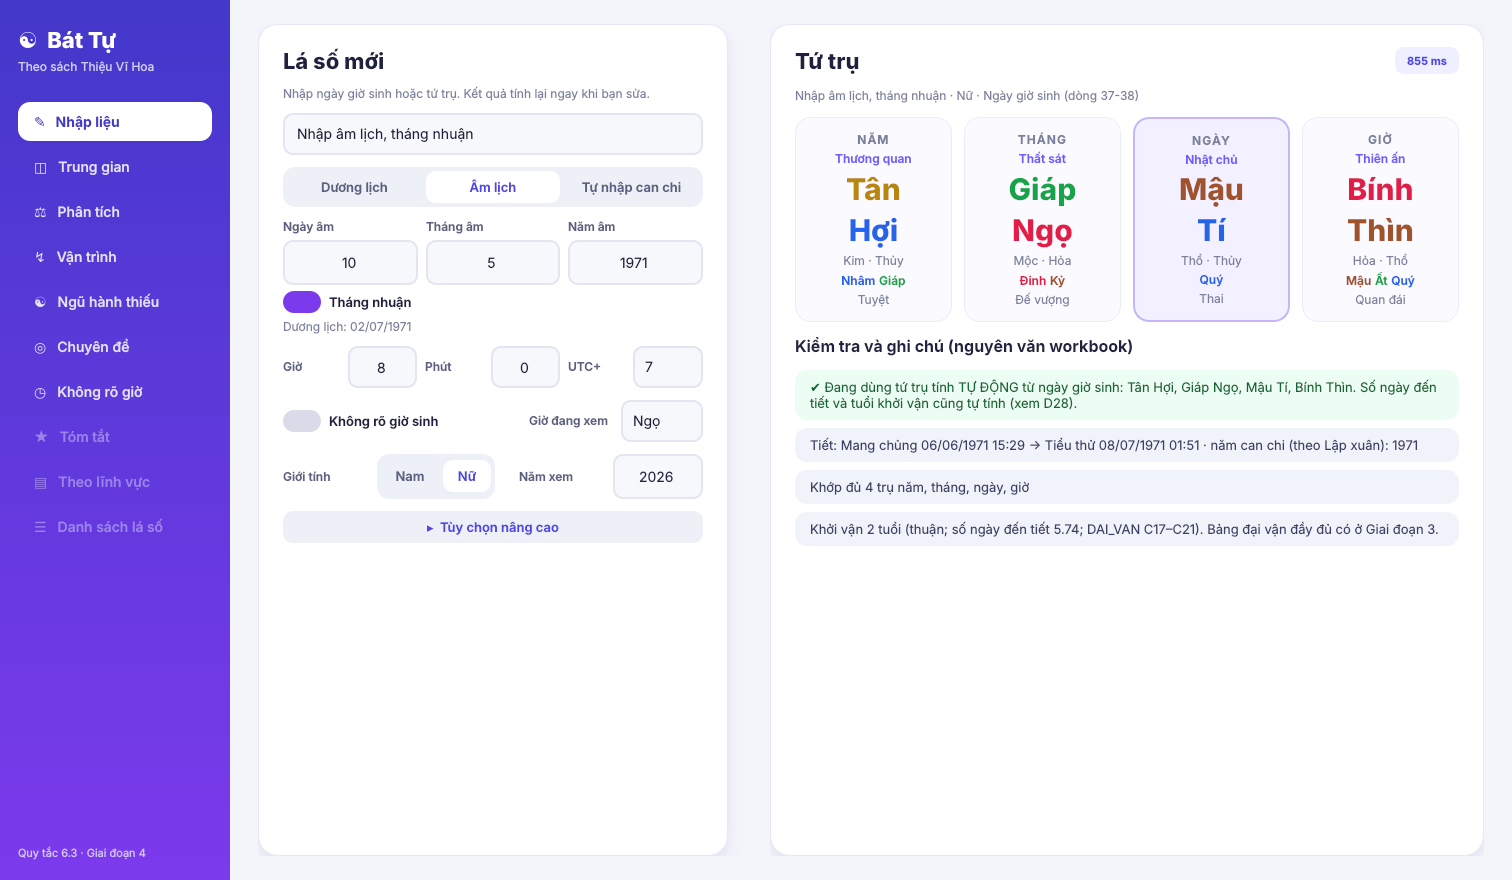 ☯ Bát Tự
Theo sách Thiệu Vĩ Hoa
✎ Nhập liệu
◫ Trung gian
⚖ Phân tích
↯ Vận trình
☯ Ngũ hành thiếu
◎ Chuyên đề
◷ Không rõ giờ
★ Tóm tắt
▤ Theo lĩnh vực
☰ Danh sách lá số
Quy tắc 6.3 · Giai đoạn 4
Lá số mới
Nhập ngày giờ sinh hoặc tứ trụ. Kết quả tính lại ngay khi bạn sửa.
Nhập âm lịch, tháng nhuận
Dương lịch Âm lịch Tự nhập can chi
Ngày âm Tháng âm Năm âm
10 5 1971
Tháng nhuận
Dương lịch: 02/07/1971
Giờ 8 Phút 0 UTC+ 7
Không rõ giờ sinh Giờ đang xem Ngọ
Giới tính Nam Nữ Năm xem 2026
▸ Tùy chọn nâng cao
Tứ trụ
855 ms
Nhập âm lịch, tháng nhuận · Nữ · Ngày giờ sinh (dòng 37-38)
NĂM
Thương quan
Tân
Hợi
Kim · Thủy
Nhâm Giáp
Tuyệt
THÁNG
Thất sát
Giáp
Ngọ
Mộc · Hỏa
Đinh Kỷ
Đế vượng
NGÀY
Nhật chủ
Mậu
Tí
Thổ · Thủy
Quý
Thai
GIỜ
Thiên ấn
Bính
Thìn
Hỏa · Thổ
Mậu Ất Quý
Quan đái
Kiểm tra và ghi chú (nguyên văn workbook)
✔ Đang dùng tứ trụ tính TỰ ĐỘNG từ ngày giờ sinh: Tân Hợi, Giáp Ngọ, Mậu Tí, Bính Thìn. Số ngày đến
tiết và tuổi khởi vận cũng tự tính (xem D28).
Tiết: Mang chủng 06/06/1971 15:29 → Tiểu thử 08/07/1971 01:51 · năm can chi (theo Lập xuân): 1971
Khớp đủ 4 trụ năm, tháng, ngày, giờ
Khởi vận 2 tuổi (thuận; số ngày đến tiết 5.74; DAI_VAN C17–C21). Bảng đại vận đầy đủ có ở Giai đoạn 3.